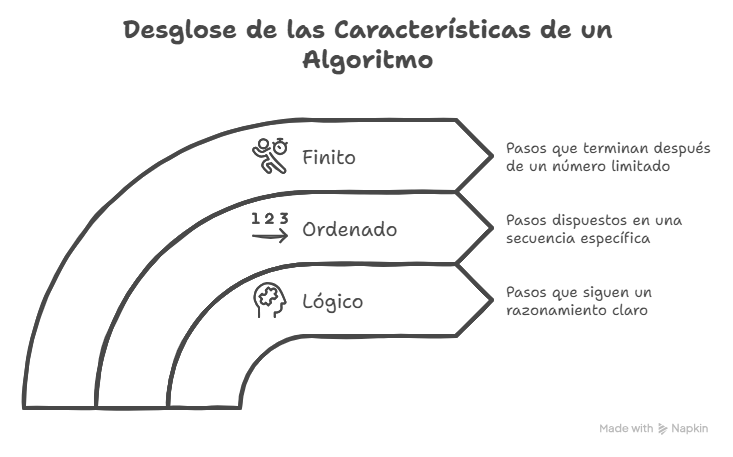 Desglose de las Características de un
Algoritmo
Finito
Pasos que terminan después
de un número limitado
1 2 3
Ordenado
Pasos dispuestos en una
secuencia específica
Lógico
Pasos que siguen un
razonamiento claro
Made with Napkin